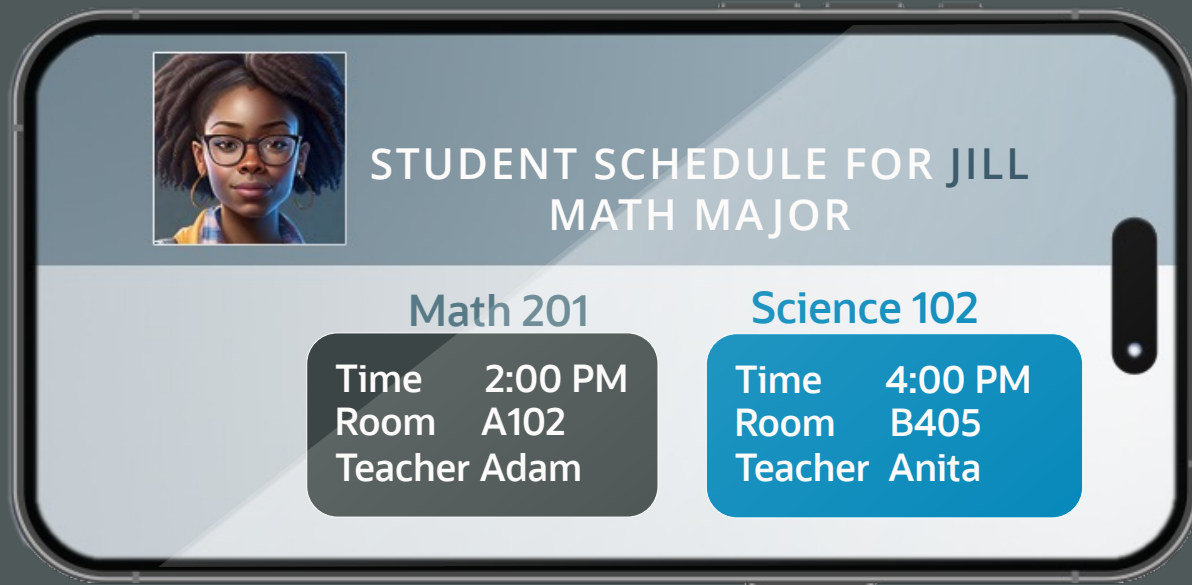 STUDENT SCHEDULE FOR JILL
MATH MAJOR
Math 201
Time 2:00 PM
Room A102
Teacher Adam
Science 102
Time 4:00 PM
Room B405
Teacher Anita